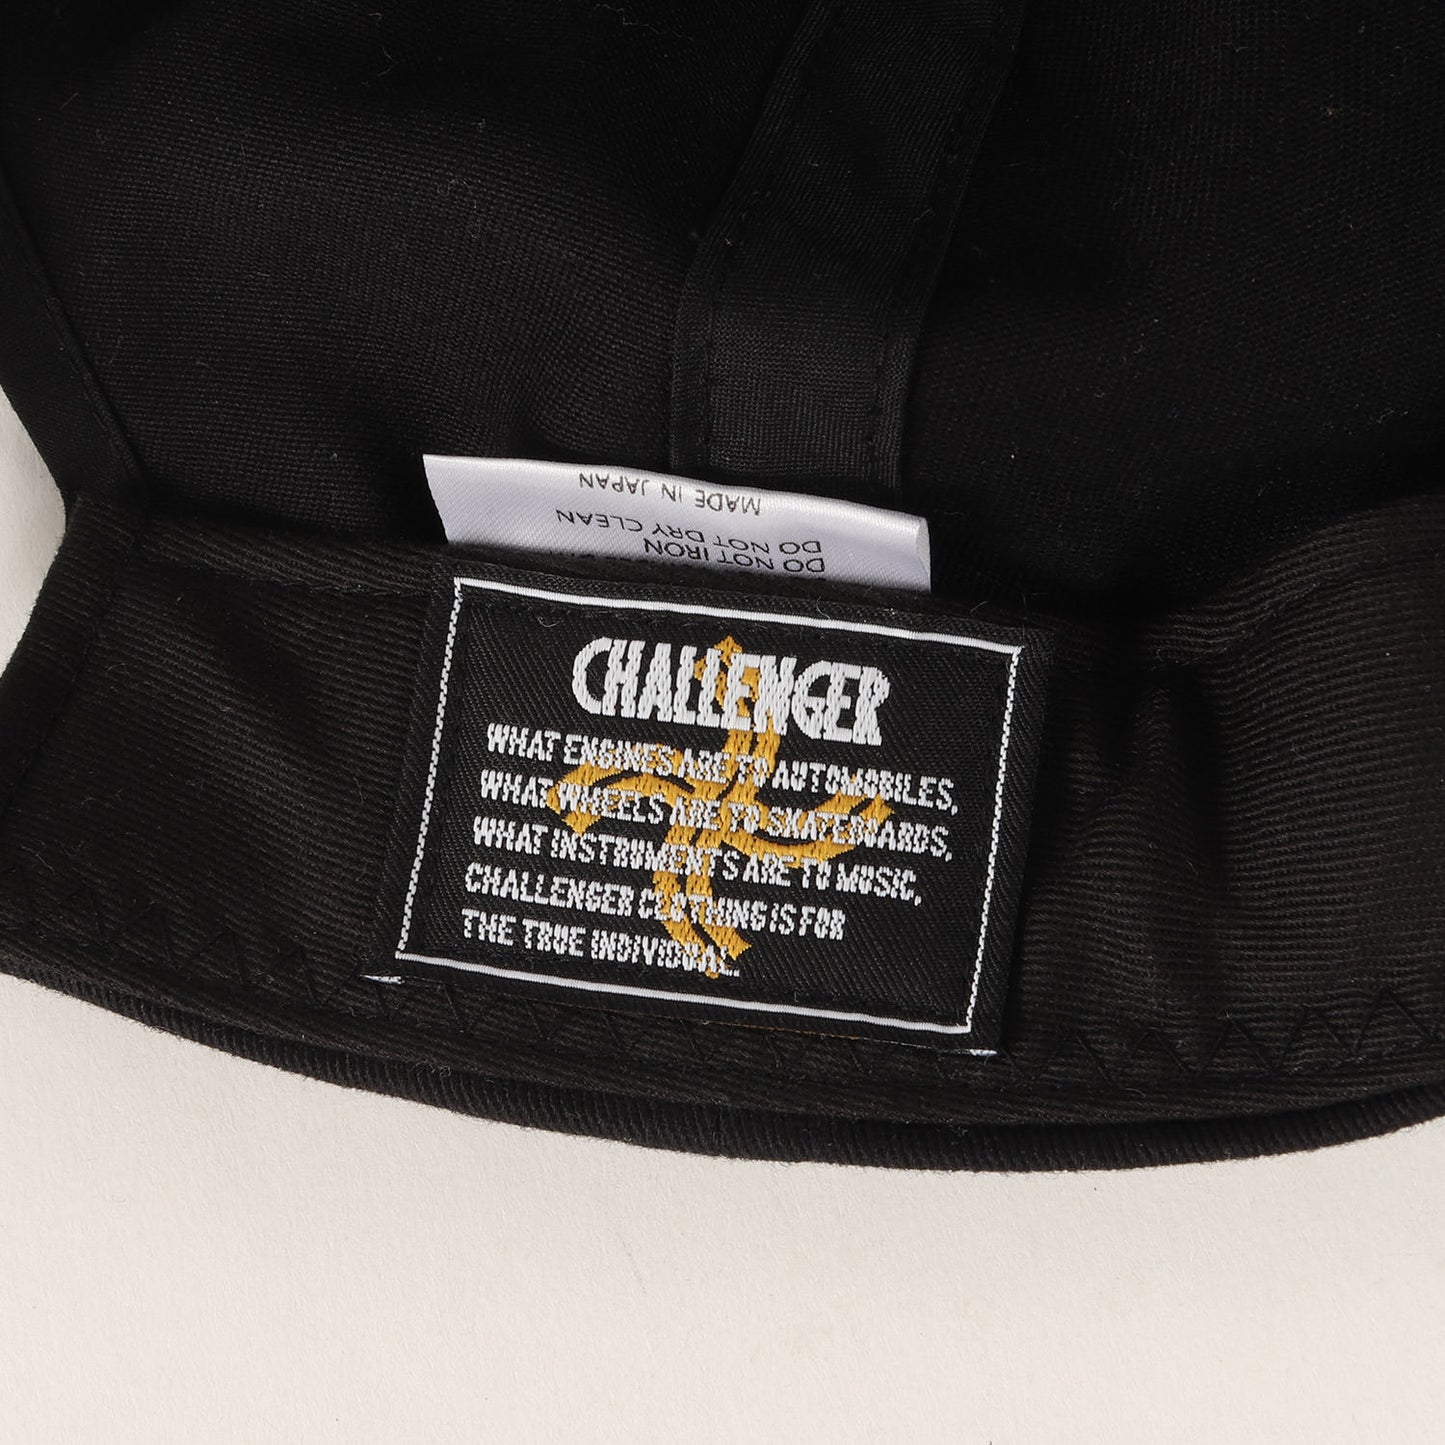 CHALLENGER
WHAT ENGINES ARE TO AUTOMOBILES,
WHAT WHEELS ARE TO SKATEBOARDS,
WHAT INSTRUMENTS ARE TO MUSIC,
CHALLENGER CLOTHING IS FOR
THE TRUE INDIVIDUAL.
DO NOT IRON
DO NOT DRY CLEAN
MADE IN JAPAN